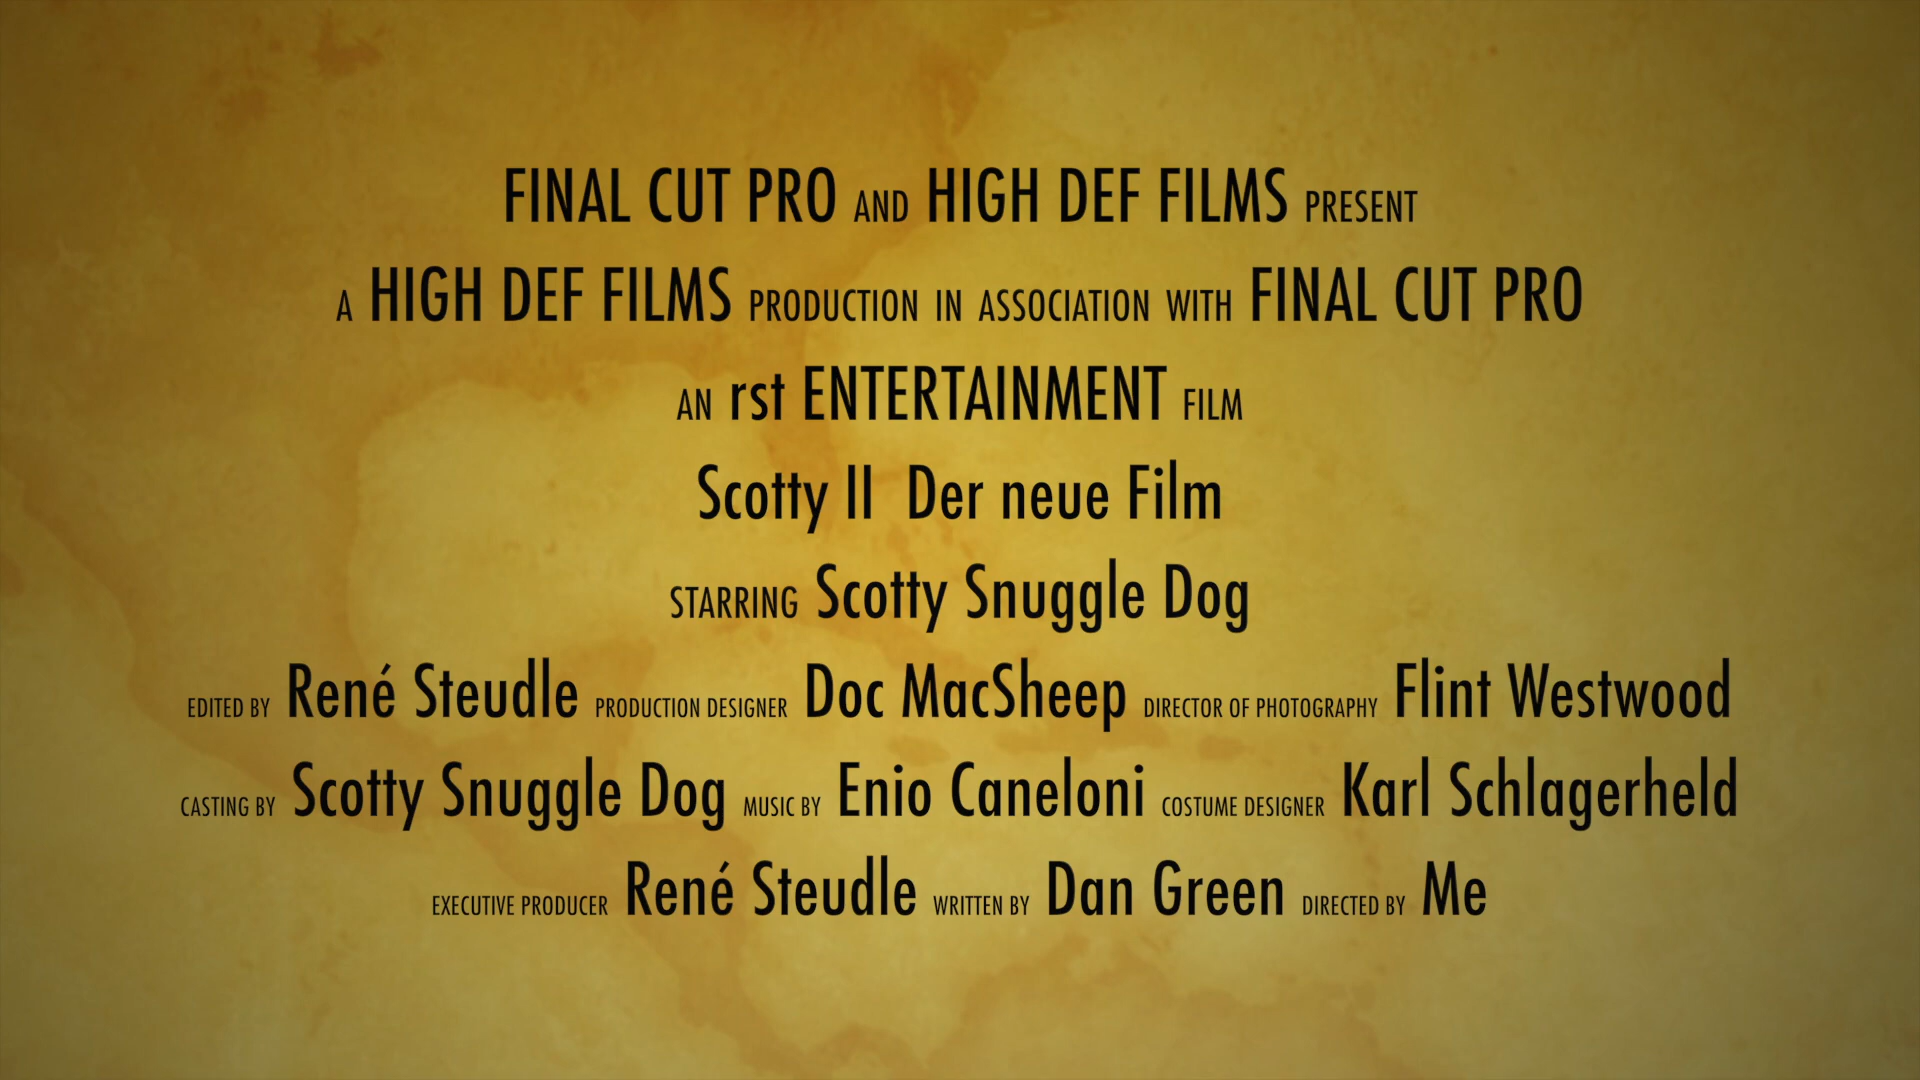 FINAL CUT PRO AND HIGH DEF FILMS PRESENT
A HIGH DEF FILMS PRODUCTION IN ASSOCIATION WITH FINAL CUT PRO
AN rst ENTERTAINMENT FILM
Scotty II Der neue Film
STARRING Scotty Snuggle Dog
EDITED BY René Steudle PRODUCTION DESIGNER Doc MacSheep DIRECTOR OF PHOTOGRAPHY Flint Westwood
CASTING BY Scotty Snuggle Dog MUSIC BY Enio Caneloni COSTUME DESIGNER Karl Schlagerheld
EXECUTIVE PRODUCER René Steudle WRITTEN BY Dan Green DIRECTED BY Me